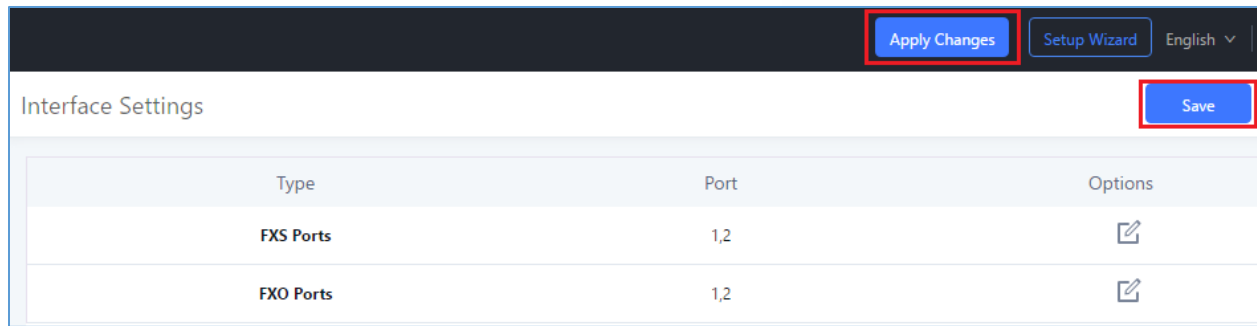 Apply Changes Setup Wizard English
Interface Settings Save
Type Port Options
FXS Ports 1,2
FXO Ports 1,2